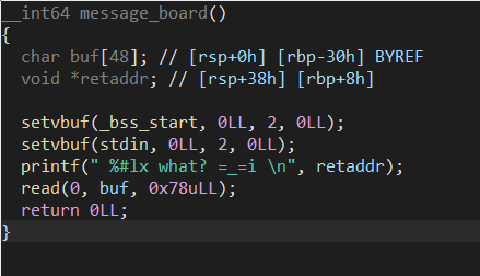 __int64 message_board()
{
  char buf[48]; // [rsp+0h] [rbp-30h] BYREF
  void *retaddr; // [rsp+38h] [rbp+8h]

  setvbuf(_bss_start, 0LL, 2, 0LL);
  setvbuf(stdin, 0LL, 2, 0LL);
  printf(" %#lx what? =_=i \n", retaddr);
  read(0, buf, 0x78uLL);
  return 0LL;
}